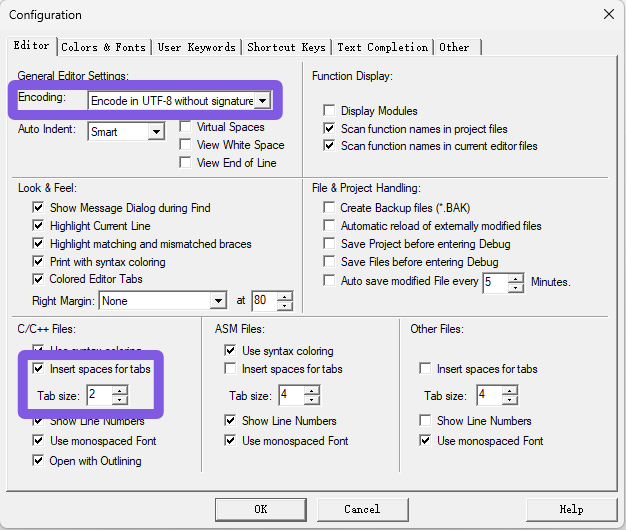 Configuration
Editor Colors & Fonts User Keywords Shortcut Keys Text Completion Other
General Editor Settings:
Encoding: Encode in UTF-8 without signature
Auto Indent: Smart
Virtual Spaces
View White Space
View End of Line
Function Display:
Display Modules
Scan function names in project files
Scan function names in current editor files
Look & Feel:
Show Message Dialog during Find
Highlight Current Line
Highlight matching and mismatched braces
Print with syntax coloring
Colored Editor Tabs
Right Margin: None at 80
File & Project Handling:
Create Backup files (*.BAK)
Automatic reload of externally modified files
Save Project before entering Debug
Save Files before entering Debug
Auto save modified File every 5 Minutes.
C/C++ Files:
Use syntax coloring
Insert spaces for tabs
Tab size: 2
Show Line Numbers
Use monospaced Font
Open with Outlining
ASM Files:
Use syntax coloring
Insert spaces for tabs
Tab size: 4
Show Line Numbers
Use monospaced Font
Other Files:
Insert spaces for tabs
Tab size: 4
Show Line Numbers
Use monospaced Font
OK Cancel Help